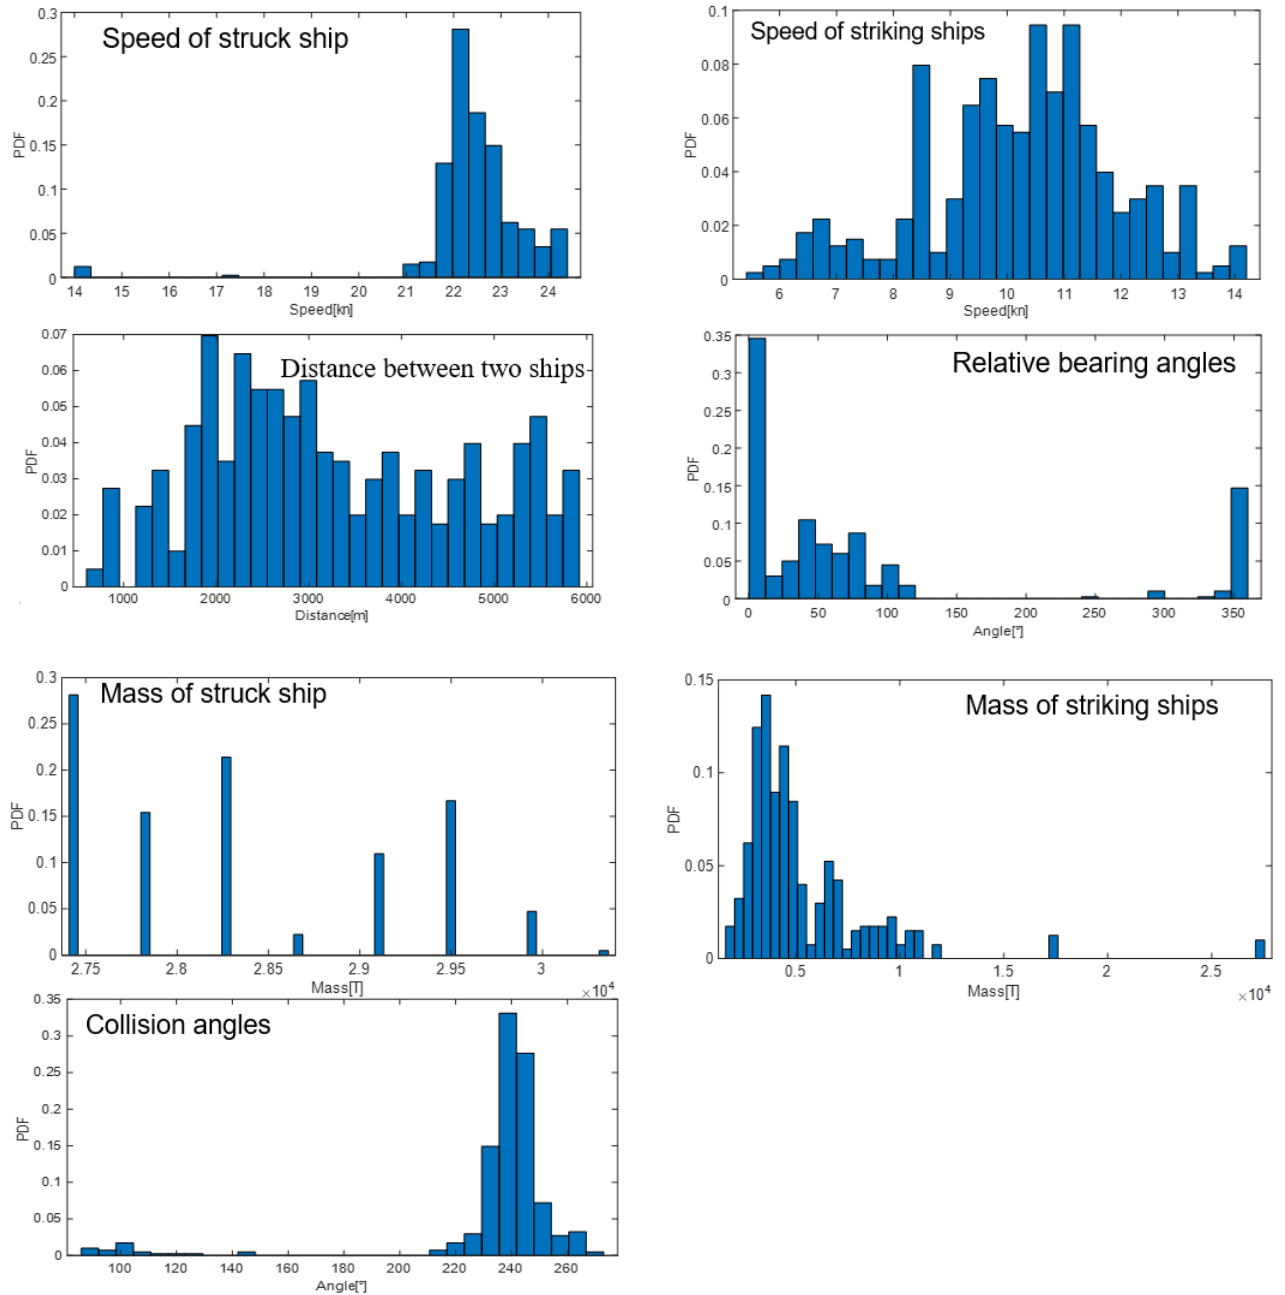 Speed of struck ship
0.3
0.25
0.2
0.15
0.1
0.05
0
PDF
14 15 16 17 18 19 20 21 22 23 24
Speed[kn]
Speed of striking ships
0.1
0.08
0.06
0.04
0.02
0
PDF
6 7 8 9 10 11 12 13 14
Speed[kn]
Distance between two ships
0.07
0.06
0.05
0.04
0.03
0.02
0.01
0
PDF
1000 2000 3000 4000 5000 6000
Distance[m]
Relative bearing angles
0.35
0.3
0.25
0.2
0.15
0.1
0.05
0
PDF
0 50 100 150 200 250 300 350
Angle[°]
Mass of struck ship
0.3
0.25
0.2
0.15
0.1
0.05
0
PDF
2.75 2.8 2.85 2.9 2.95 3
Mass[T]
×10⁴
Mass of striking ships
0.15
0.1
0.05
0
PDF
0.5 1 1.5 2 2.5
Mass[T]
×10⁴
Collision angles
0.35
0.3
0.25
0.2
0.15
0.1
0.05
0
PDF
100 120 140 160 180 200 220 240 260
Angle[°]